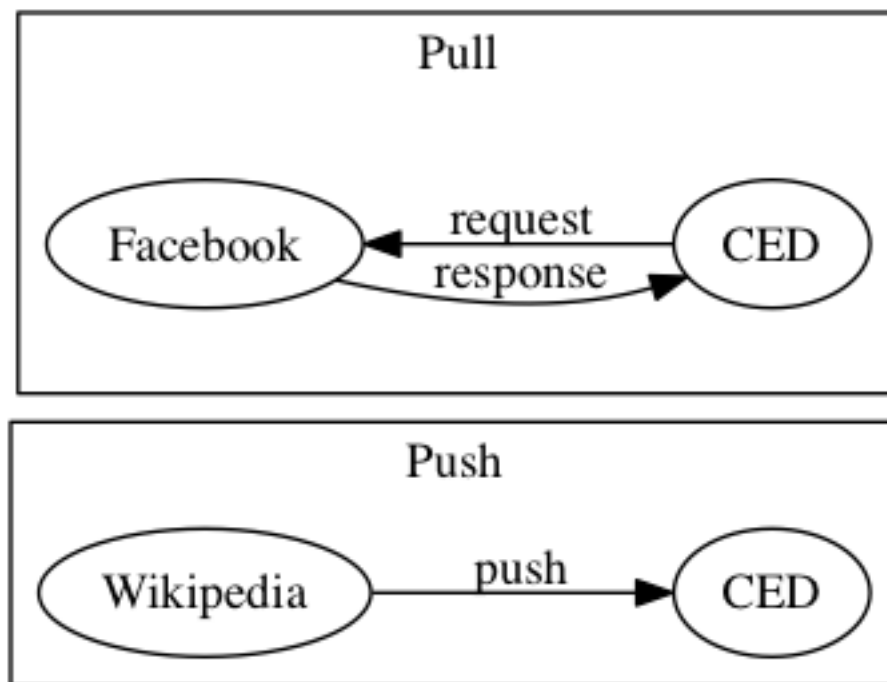 Pull
request
Facebook
CED
response
Push
push
Wikipedia
CED